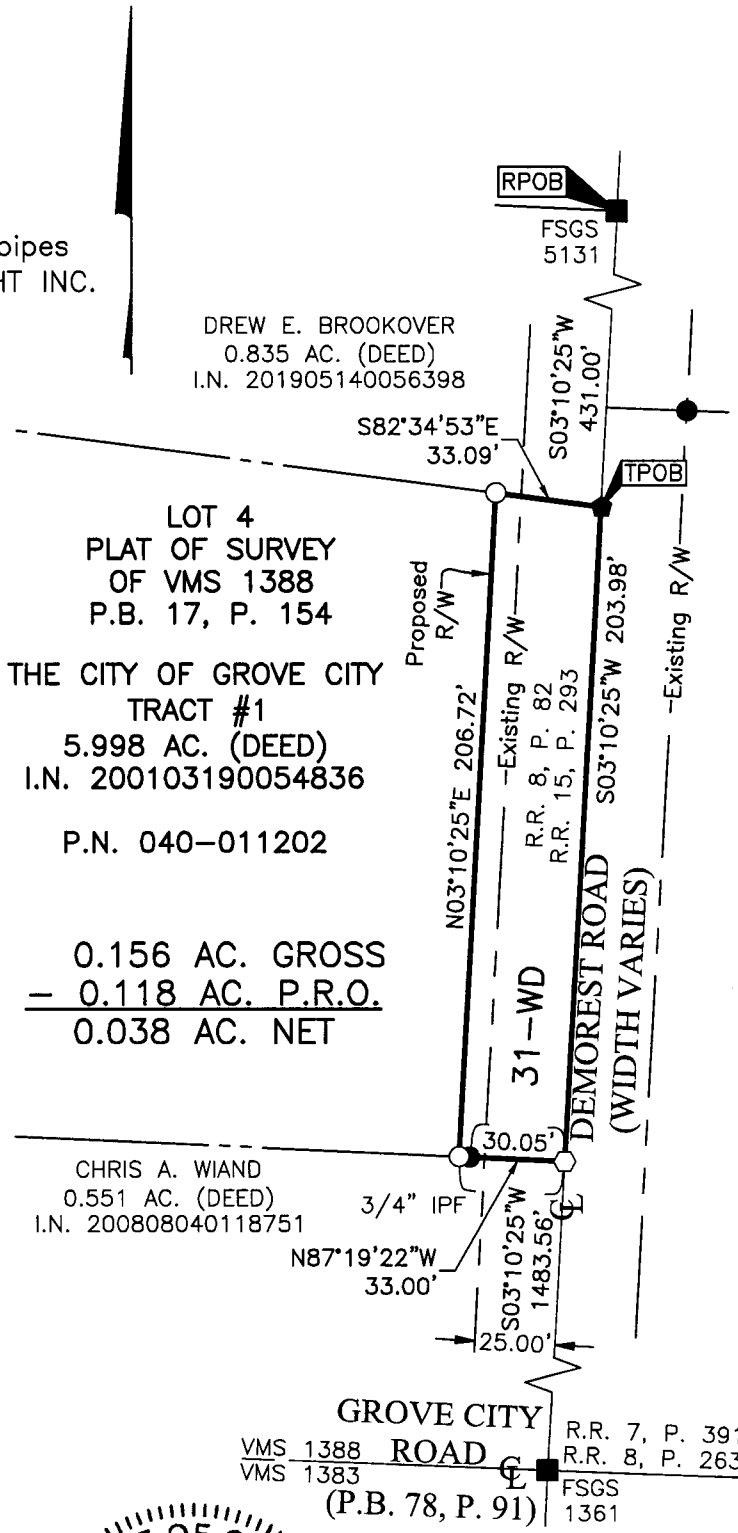 RPOB
FSGS
5131
pipes
HT INC.
DREW E. BROOKOVER
0.835 AC. (DEED)
I.N. 201905140056398
S03°10'25"W
431.00'
S82°34'53"E
33.09'
TPOB
LOT 4
PLAT OF SURVEY
OF VMS 1388
P.B. 17, P. 154
THE CITY OF GROVE CITY
TRACT #1
5.998 AC. (DEED)
I.N. 200103190054836
P.N. 040-011202
Proposed
R/W
Existing R/W
R.R. 8, P. 82
R.R. 15, P. 293
S03°10'25"W 203.98'
Existing R/W
N03°10'25"E 206.72'
0.156 AC. GROSS
- 0.118 AC. P.R.O.
0.038 AC. NET
31-WD
DEMOREST ROAD
(WIDTH VARIES)
30.05'
CHRIS A. WIAND
0.551 AC. (DEED)
I.N. 200808040118751
3/4" IPF
N87°19'22"W
33.00'
S03°10'25"W
1483.56'
CL
25.00'
GROVE CITY
ROAD CL
(P.B. 78, P. 91)
VMS 1388
VMS 1383
R.R. 7, P. 391
R.R. 8, P. 263
FSGS
1361